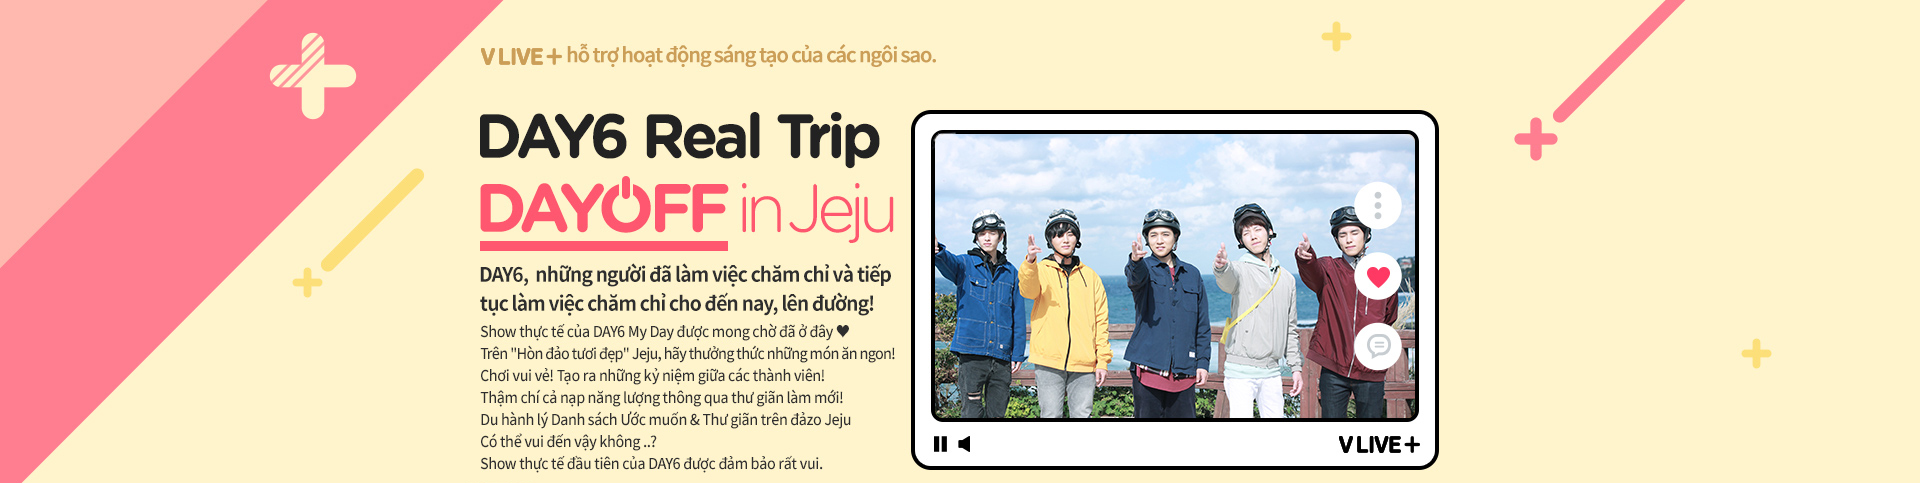 V LIVE+ hỗ trợ hoạt động sáng tạo của các ngôi sao.
DAY6 Real Trip
DAYOFF in Jeju
DAY6, những người đã làm việc chăm chỉ và tiếp
tục làm việc chăm chỉ cho đến nay, lên đường!
Show thực tế của DAY6 My Day được mong chờ đã ở đây ♥
Trên "Hòn đảo tươi đẹp" Jeju, hãy thưởng thức những món ăn ngon!
Chơi vui vẻ! Tạo ra những kỷ niệm giữa các thành viên!
Thậm chí cả nạp năng lượng thông qua thư giãn làm mới!
Du hành lý Danh sách Ước muốn & Thư giãn trên đảzo Jeju
Có thể vui đến vậy không ..?
Show thực tế đầu tiên của DAY6 được đảm bảo rất vui.
V LIVE+